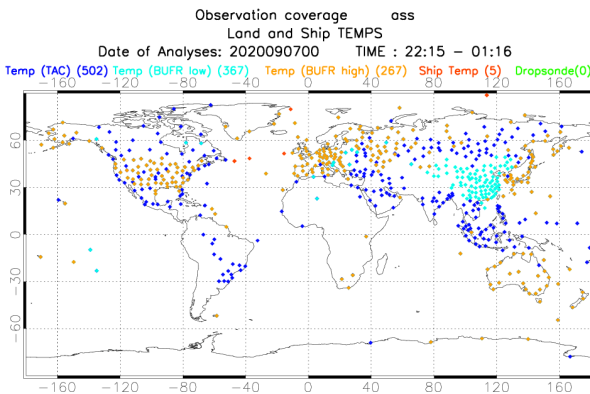 Observation coverage ass
Land and Ship TEMPS
Date of Analyses: 2020090700 TIME : 22:15 − 01:16
Temp (TAC) (502) Temp (BUFR low) (367) Temp (BUFR high) (267) Ship Temp (5) Dropsonde(0)
−160 −120 −80 −40 0 40 80 120 160
60
30
0
−30
−60
−160 −120 −80 −40 0 40 80 120 160